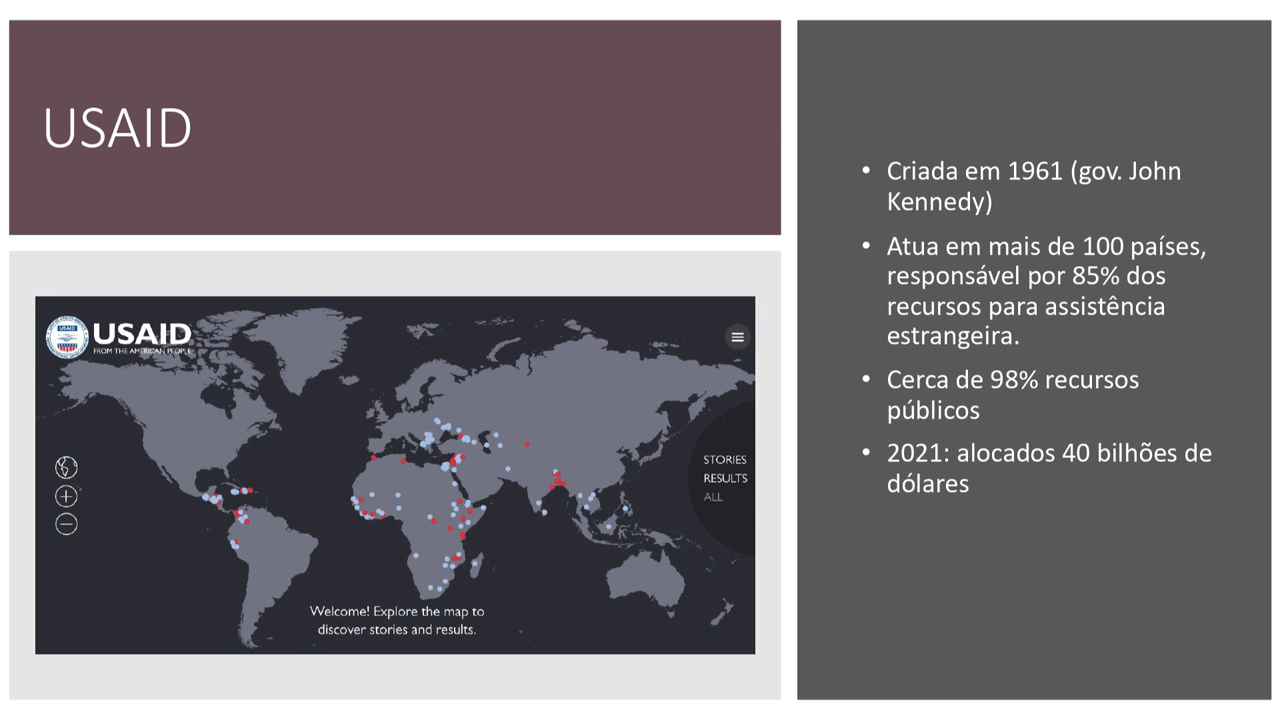 USAID
• Criada em 1961 (gov. John
Kennedy)
• Atua em mais de 100 países,
responsável por 85% dos
recursos para assistência
estrangeira.
• Cerca de 98% recursos
públicos
• 2021: alocados 40 bilhões de
dólares
USAID
USAID
FROM THE AMERICAN PEOPLE
STORIES
RESULTS
ALL
Welcome! Explore the map to
discover stories and results.